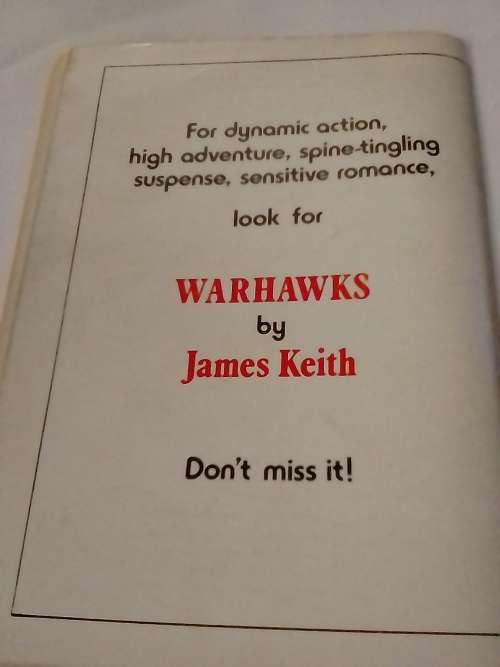 For dynamic action,
high adventure, spine-tingling
suspense, sensitive romance,
look for
WARHAWKS
by
James Keith
Don't miss it!